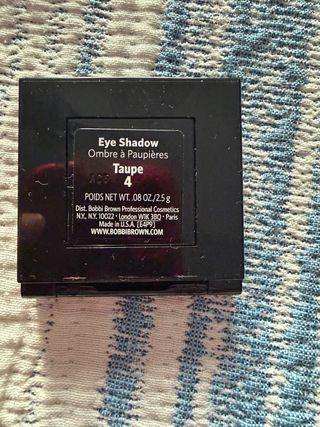 Eye Shadow
Ombre à Paupières
Taupe
4
POIDS NET WT. .08 OZ./2.5 g
Dist. Bobbi Brown Professional Cosmetics
N.Y., N.Y. 10022 • London W1K 3BQ • Paris
Made in U.S.A. [E4P9]
WWW.BOBBIBROWN.COM